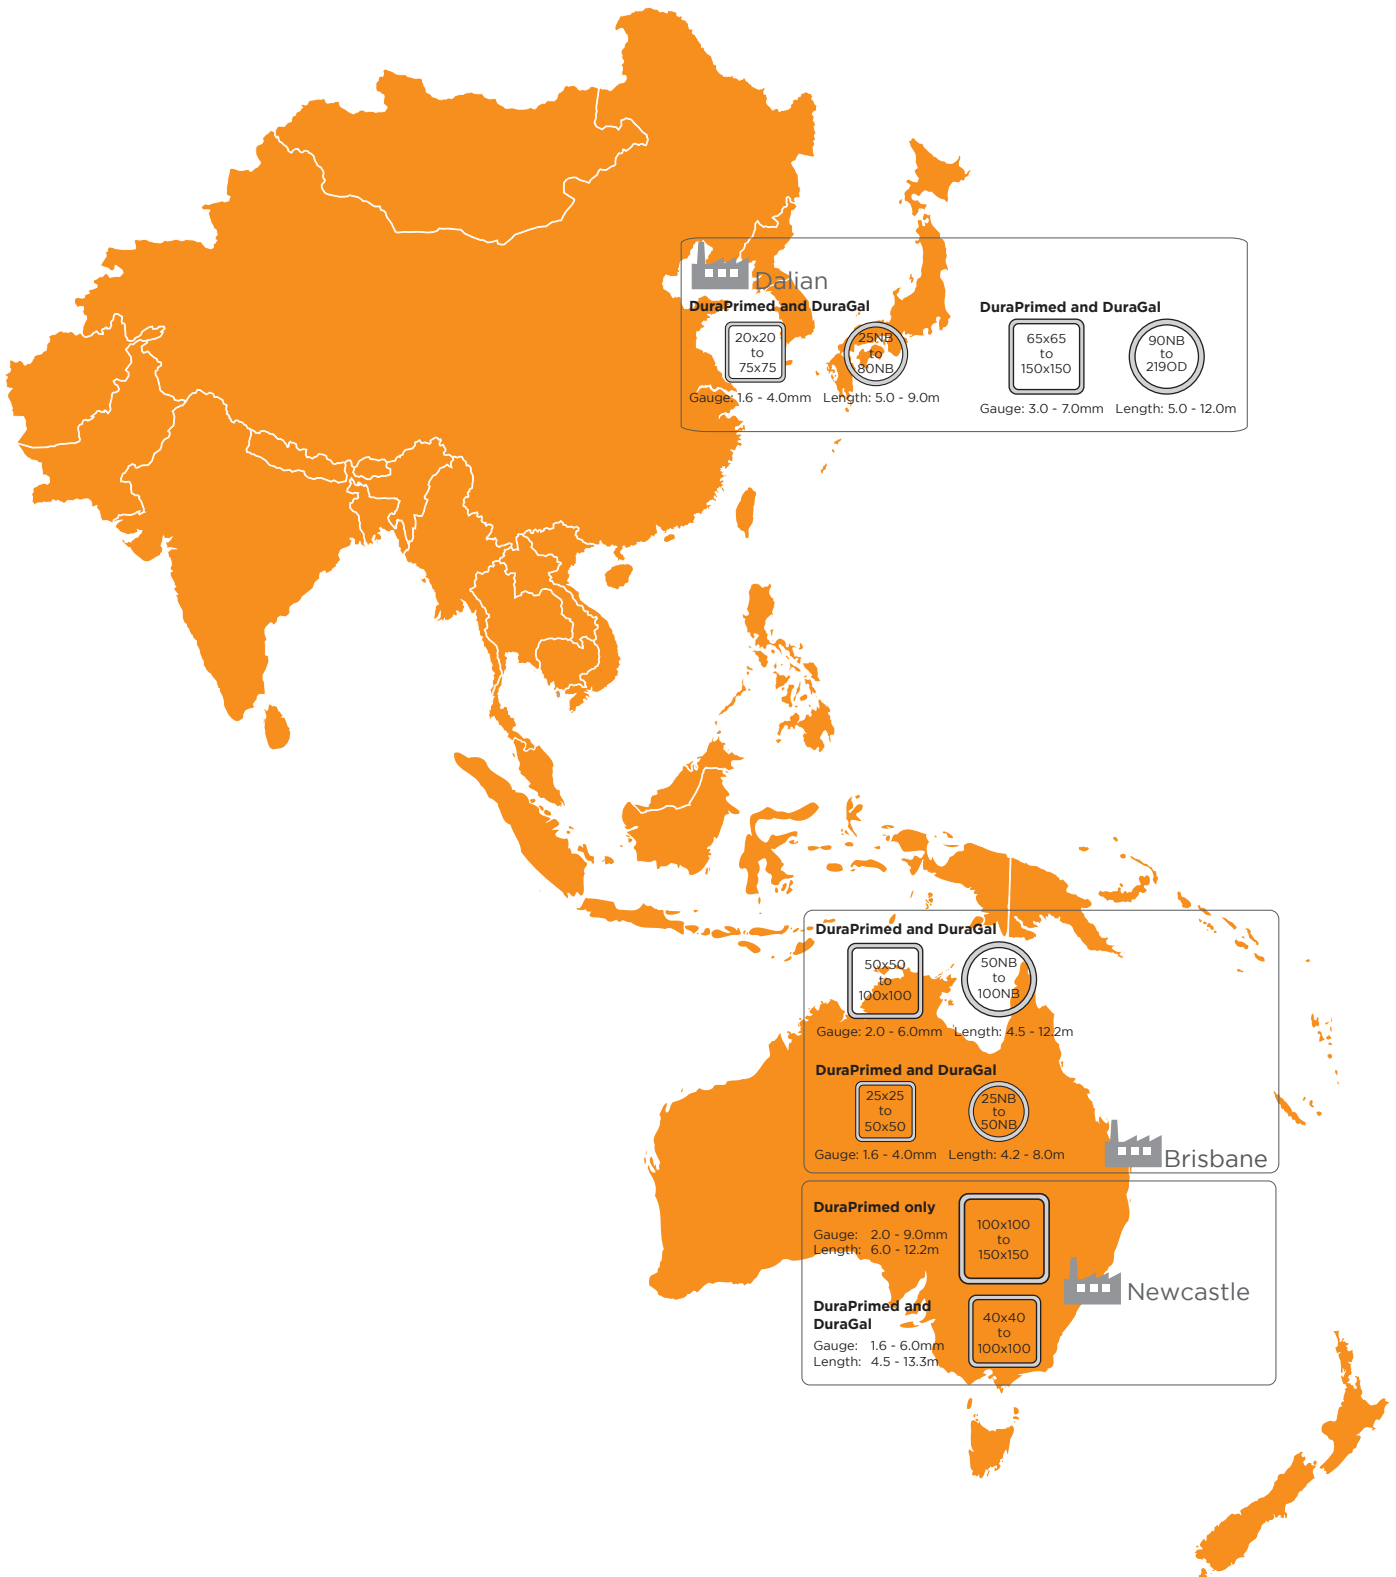 Dalian
DuraPrimed and DuraGal
20x20
to
75x75
25NB
to
80NB
Gauge: 1.6 - 4.0mm Length: 5.0 - 9.0m
DuraPrimed and DuraGal
65x65
to
150x150
90NB
to
219OD
Gauge: 3.0 - 7.0mm Length: 5.0 - 12.0m
DuraPrimed and DuraGal
50x50
to
100x100
50NB
to
100NB
Gauge: 2.0 - 6.0mm Length: 4.5 - 12.2m
DuraPrimed and DuraGal
25x25
to
50x50
25NB
to
50NB
Gauge: 1.6 - 4.0mm Length: 4.2 - 8.0m
Brisbane
DuraPrimed only
Gauge: 2.0 - 9.0mm
Length: 6.0 - 12.2m
100x100
to
150x150
Newcastle
DuraPrimed and
DuraGal
Gauge: 1.6 - 6.0mm
Length: 4.5 - 13.3m
40x40
to
100x100